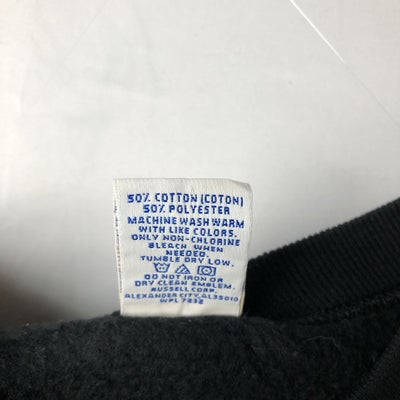 50% COTTON (COTON)
50% POLYESTER
MACHINE WASH WARM
WITH LIKE COLORS.
ONLY NON-CHLORINE
BLEACH WHEN
NEEDED.
TUMBLE DRY LOW.
DO NOT IRON OR
DRY CLEAN EMBLEM.
RUSSELL CORP.
ALEXANDER CITY, AL 35010
WPL 7232